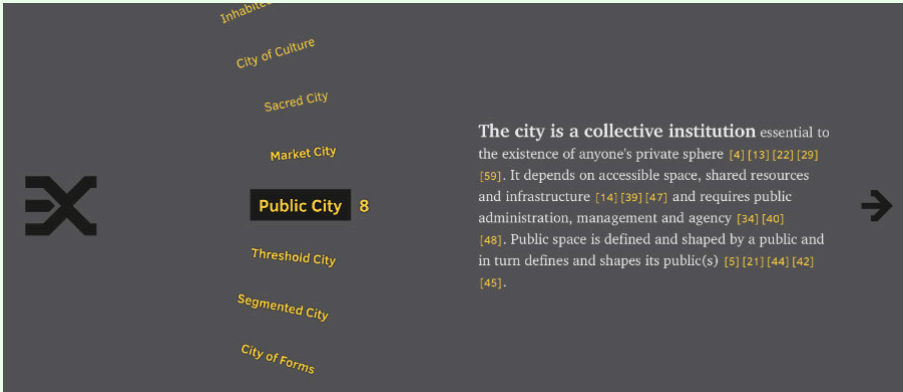 City of Culture
Sacred City
Market City
Public City 8
Threshold City
Segmented City
City of Forms
The city is a collective institution essential to
the existence of anyone's private sphere [4] [13] [22] [29]
[59]. It depends on accessible space, shared resources
and infrastructure [14] [39] [47] and requires public
administration, management and agency [34] [40]
[48]. Public space is defined and shaped by a public and
in turn defines and shapes its public(s) [5] [21] [44] [42]
[45].